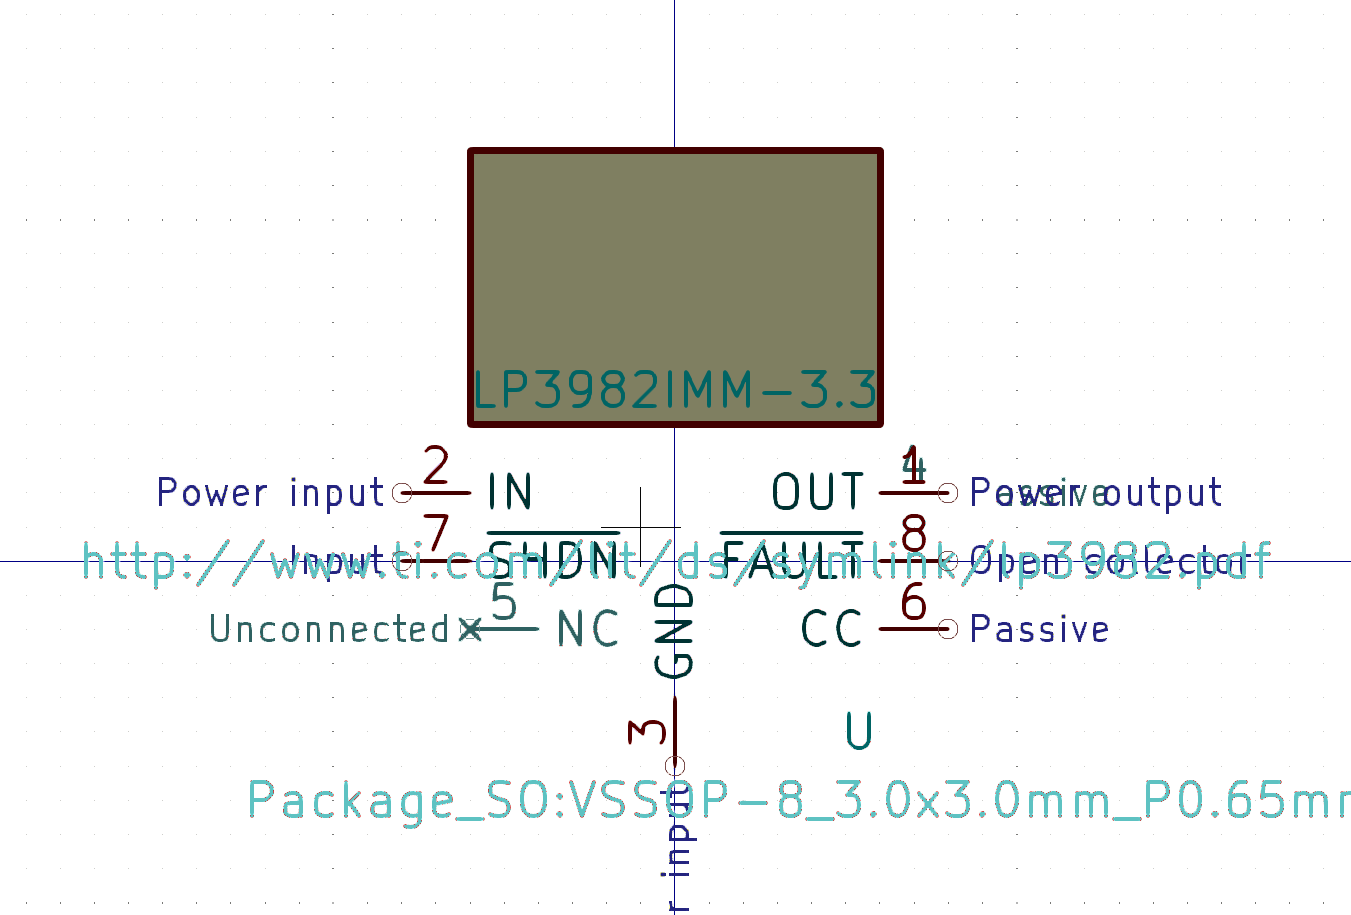 LP3982IMM-3.3
2
1
4
Power input
IN
OUT
Power output
Passive
7
8
Input
SHDN
FAULT
Open collector
http://www.ti.com/lit/ds/symlink/lp3982.pdf
5
6
Unconnected
NC
GND
CC
Passive
3
U
Package_SO:VSSOP-8_3.0x3.0mm_P0.65m
r input